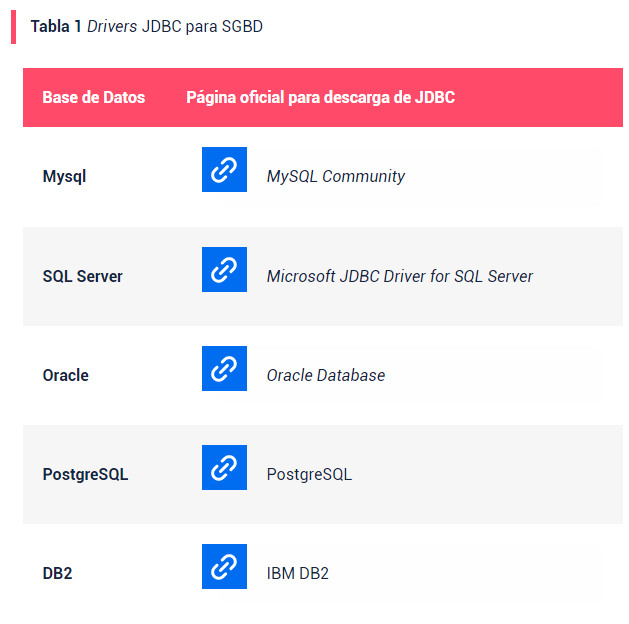 Tabla 1 Drivers JDBC para SGBD
Base de Datos Página oficial para descarga de JDBC
Mysql MySQL Community
SQL Server Microsoft JDBC Driver for SQL Server
Oracle Oracle Database
PostgreSQL PostgreSQL
DB2 IBM DB2